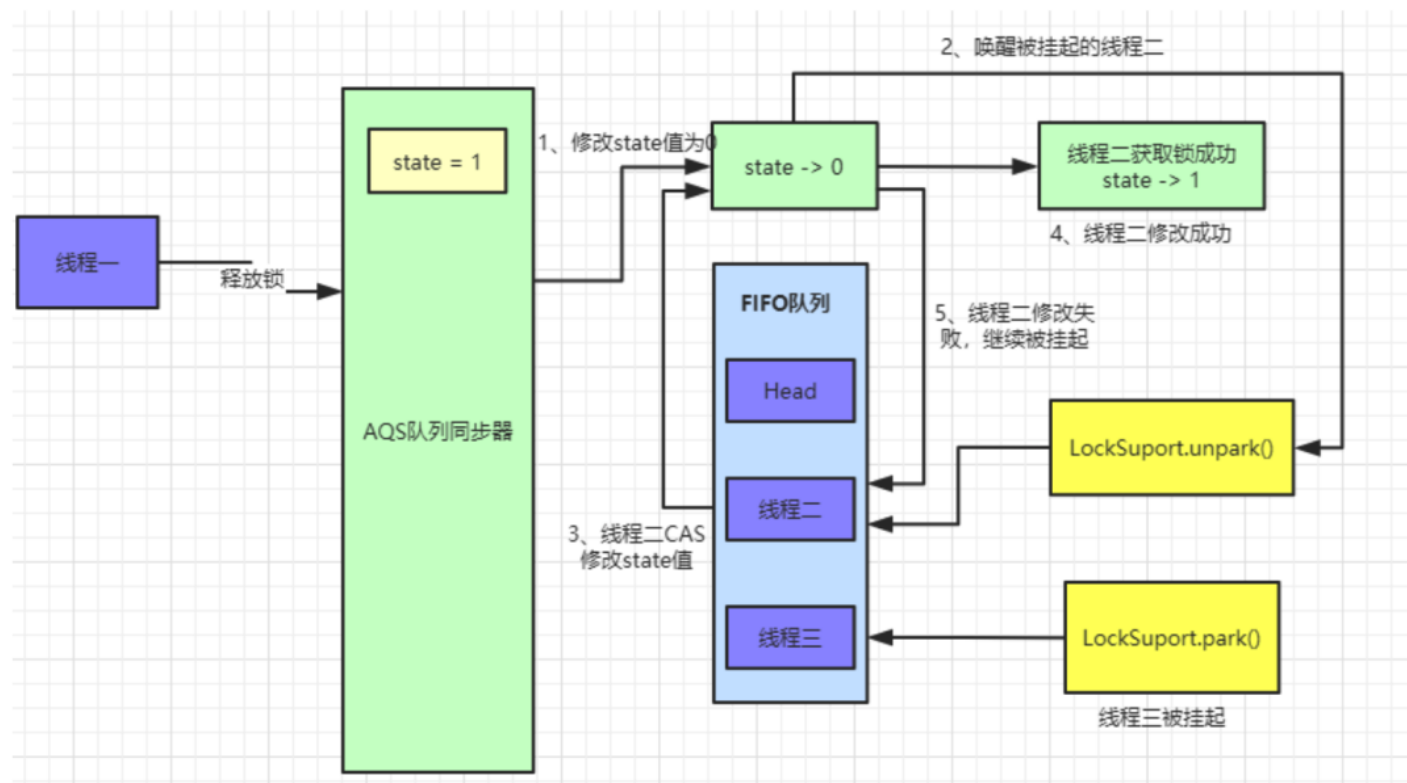 2、唤醒被挂起的线程二
1、修改state值为0
state = 1
state -> 0
线程二获取锁成功
state -> 1
4、线程二修改成功
线程一
释放锁
FIFO队列
5、线程二修改失
败，继续被挂起
Head
AQS队列同步器
LockSuport.unpark()
线程二
3、线程二CAS
修改state值
线程三
LockSuport.park()
线程三被挂起